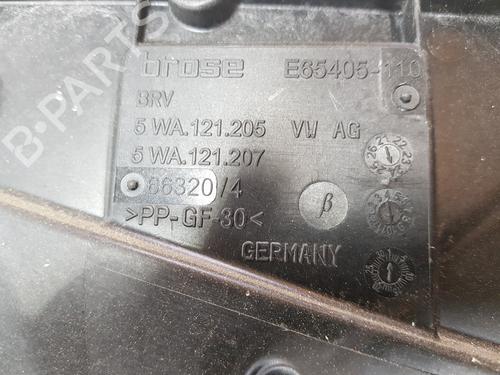 brose E65405-110
BRV
5 WA.121.205 VW AG
5 WA.121.207
66320/4
β
>PP-GF-30<
GERMANY
B-PARTS